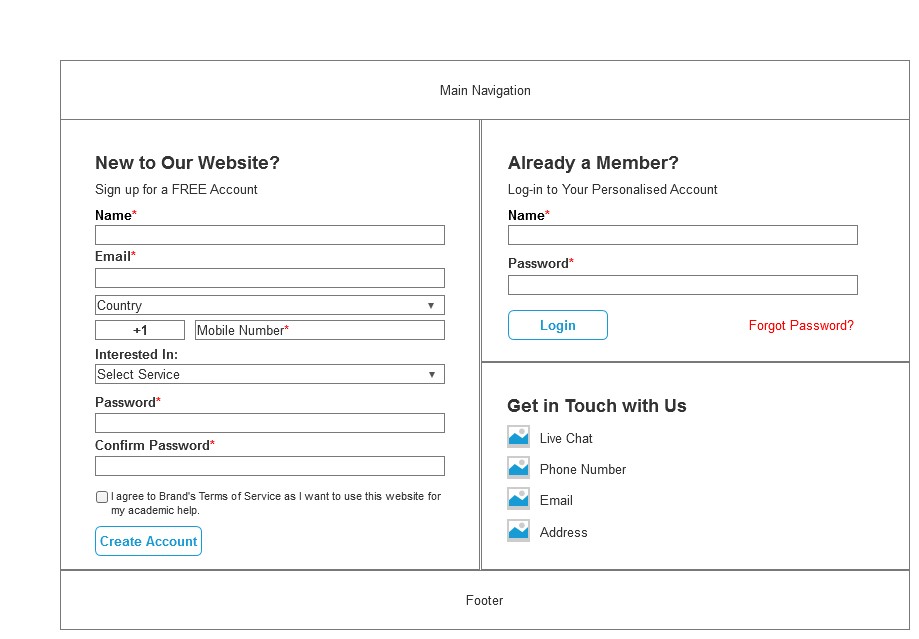 Main Navigation
New to Our Website?
Sign up for a FREE Account
Name*
Email*
Country
+1
Mobile Number*
Interested In:
Select Service
Password*
Confirm Password*
I agree to Brand's Terms of Service as I want to use this website for
my academic help.
Create Account
Already a Member?
Log-in to Your Personalised Account
Name*
Password*
Login
Forgot Password?
Get in Touch with Us
Live Chat
Phone Number
Email
Address
Footer